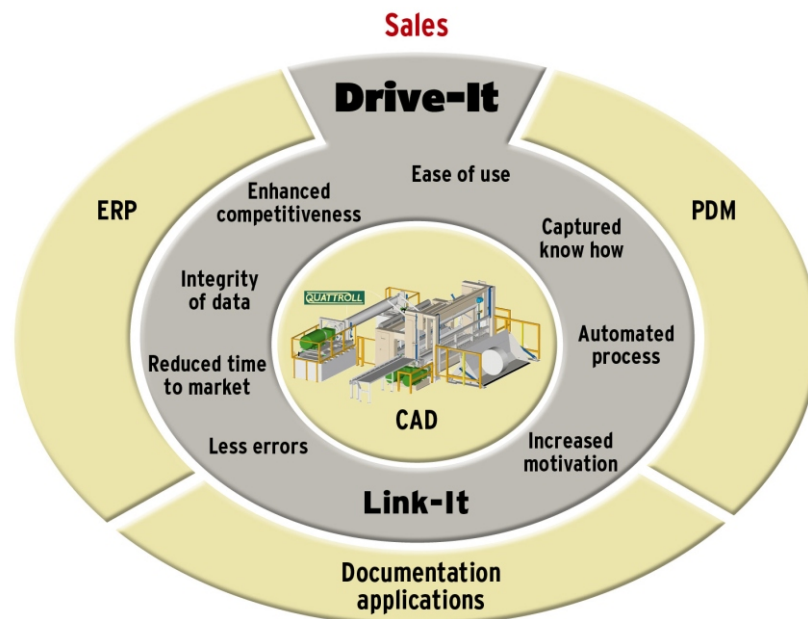 Sales
Drive-It
Ease of use
Enhanced
competitiveness
ERP
PDM
Captured
know how
Integrity
of data
QUATTROLL
Automated
process
Reduced time
to market
CAD
Less errors
Increased
motivation
Link-It
Documentation
applications